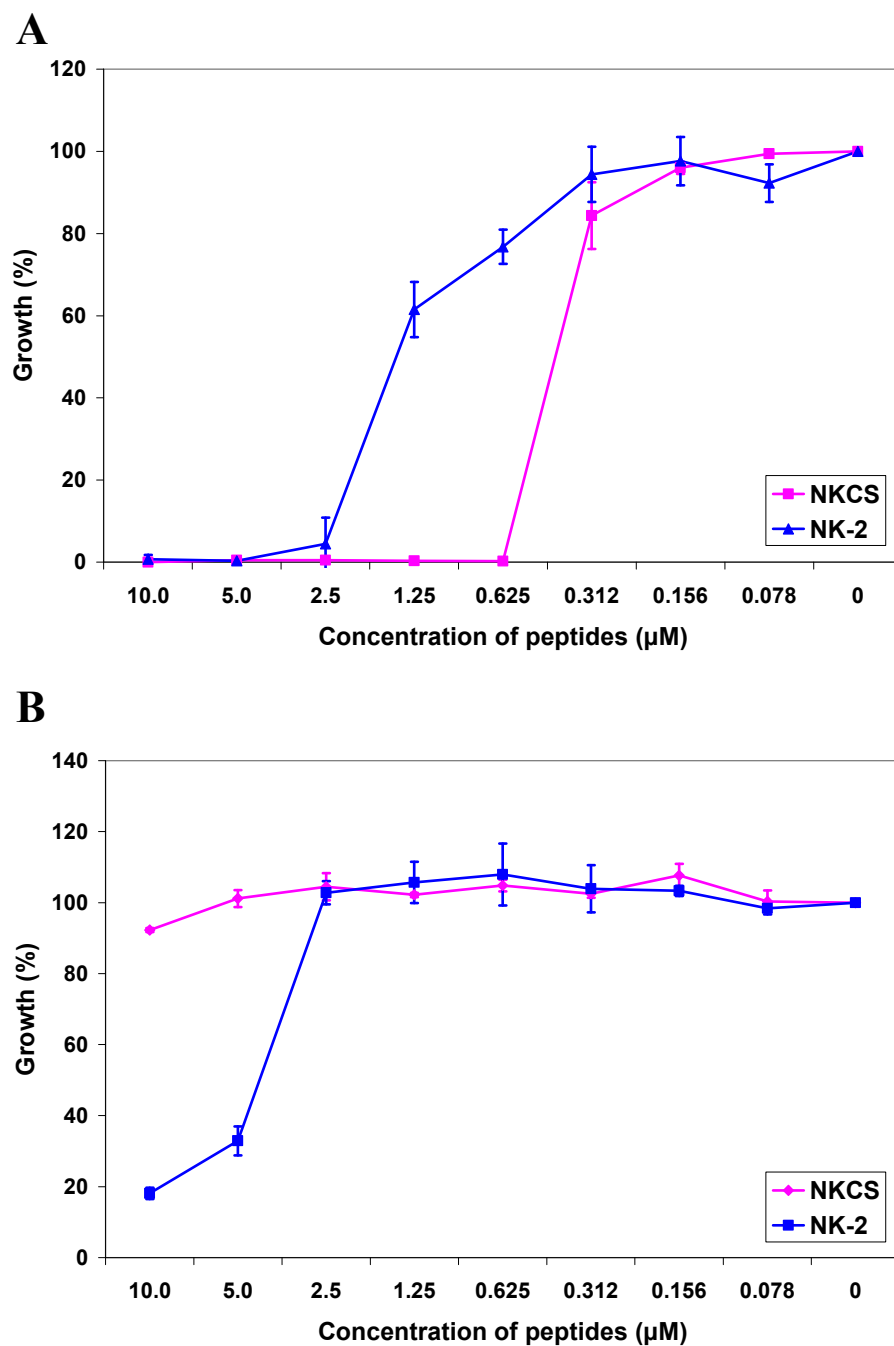 A
120
100
80
60
40
20
0
Growth (%)
NKCS
NK-2
10.0 5.0 2.5 1.25 0.625 0.312 0.156 0.078 0
Concentration of peptides (µM)
B
140
120
100
80
60
40
20
0
Growth (%)
NKCS
NK-2
10.0 5.0 2.5 1.25 0.625 0.312 0.156 0.078 0
Concentration of peptides (µM)